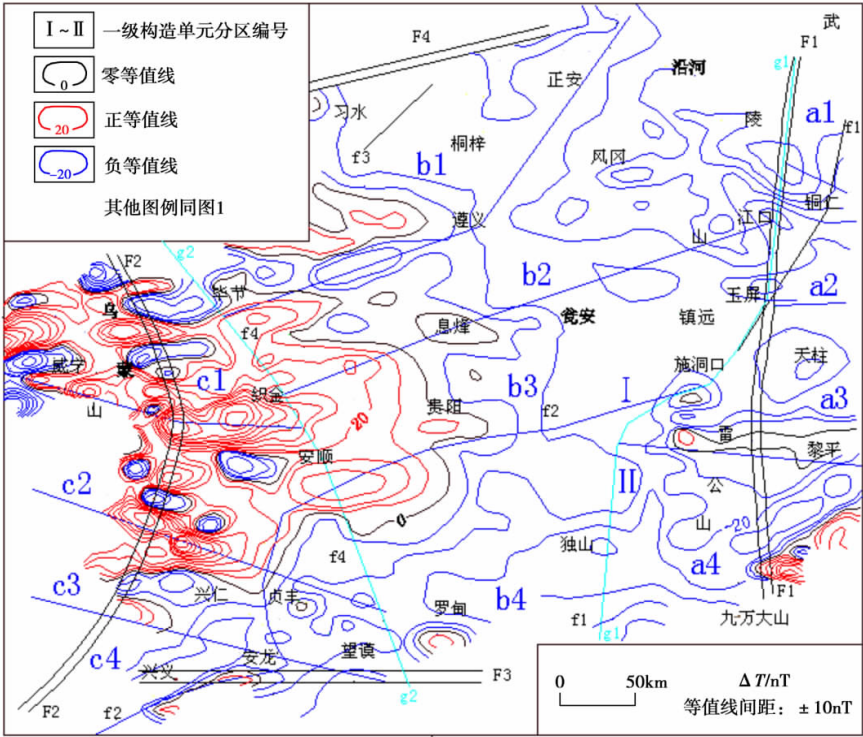 I ~ II 一级构造单元分区编号
0 零等值线
20 正等值线
-20 负等值线
其他图例同图1
F4
武
F1
g1
沿河
正安
习水
a1
陵
f1
桐梓
f3
风冈
b1
铜仁
遵义
江口
山
g2
F2
b2
毕节
玉屏
a2
乌
瓮安
镇远
息烽
f4
蒙
施洞口
天柱
威宁
c1
b3
I
织金
贵阳
f2
山
a3
20
雷
黎平
安顺
II
公
c2
山
-20
0
独山
f4
a4
c3
兴仁
贞丰
罗甸
b4
F1
f1
九万大山
g1
c4
安龙
望谟
兴义
F3
g2
F2
f2
0 50km ΔT/nT
等值线间距：±10nT